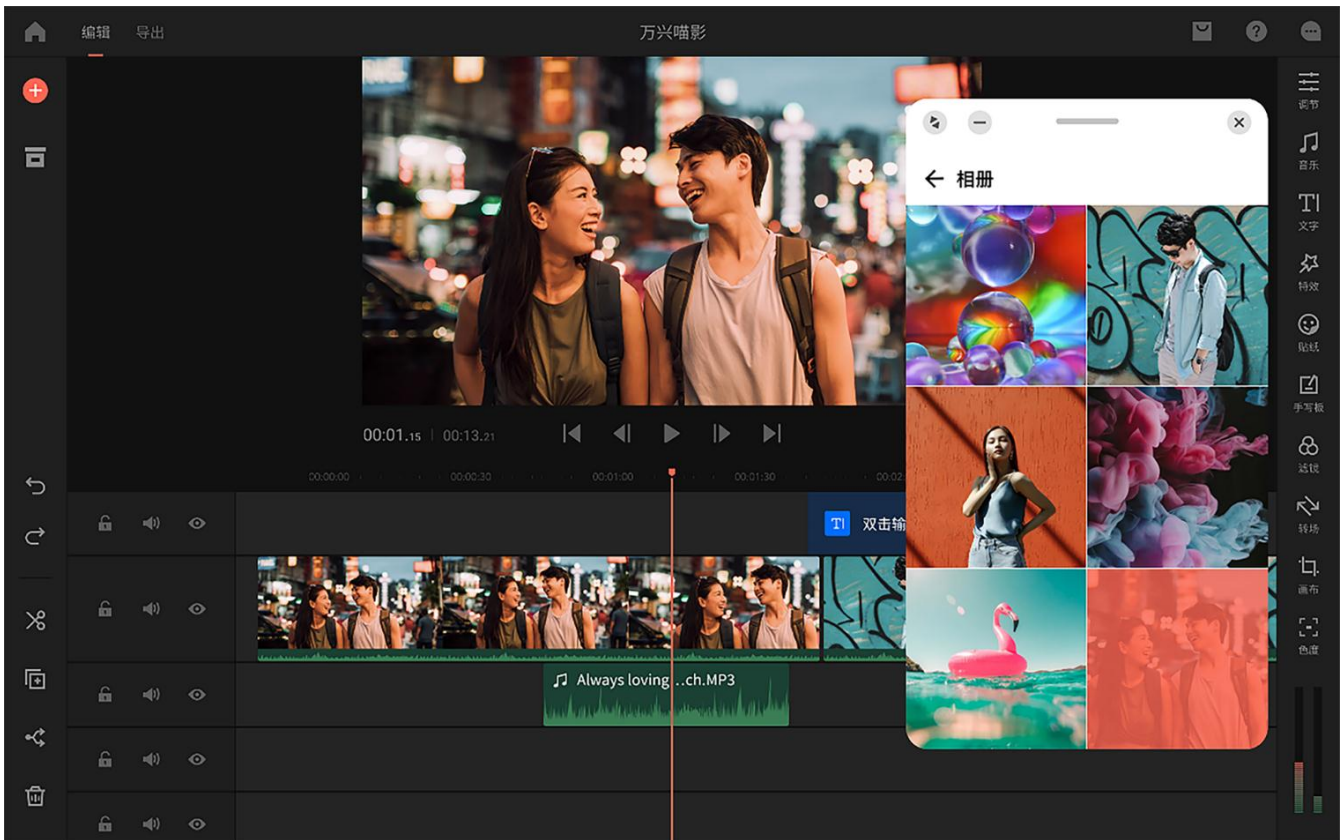 编辑 导出 万兴喵影
调节
音乐
文字
特效
贴纸
手写板
滤镜
转场
画布
色度
相册
00:01.15 00:13.21
00:00:00 00:00:30 00:01:00 00:01:30 00:02
双击输
Always loving ..ch.MP3